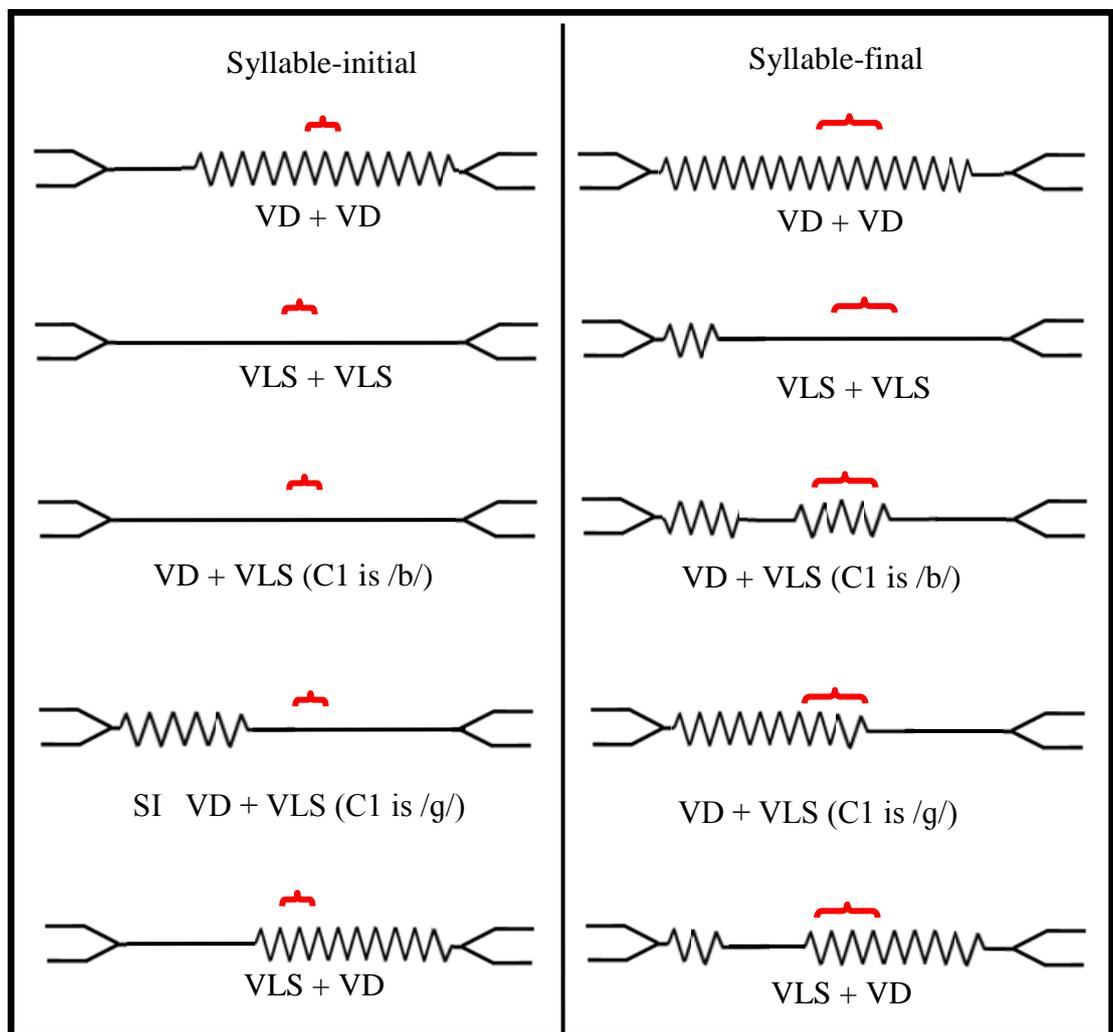 Syllable-initial
VD + VD
VLS + VLS
VD + VLS (C1 is /b/)
SI VD + VLS (C1 is /ɡ/)
VLS + VD
Syllable-final
VD + VD
VLS + VLS
VD + VLS (C1 is /b/)
VD + VLS (C1 is /ɡ/)
VLS + VD